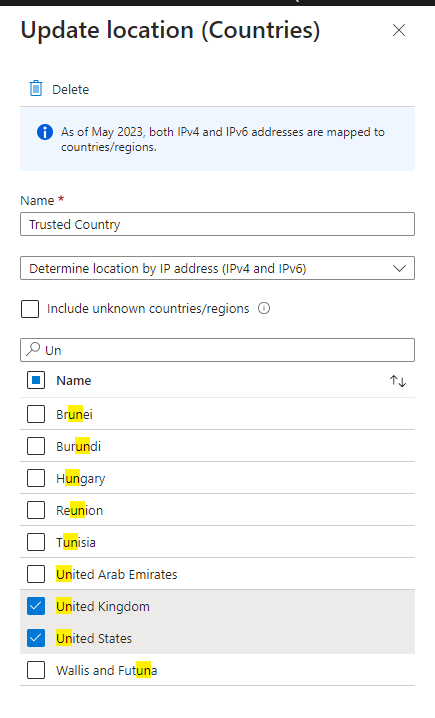 Update location (Countries)
Delete
As of May 2023, both IPv4 and IPv6 addresses are mapped to
countries/regions.
Name *
Trusted Country
Determine location by IP address (IPv4 and IPv6)
Include unknown countries/regions
Un
Name
Brunei
Burundi
Hungary
Reunion
Tunisia
United Arab Emirates
United Kingdom
United States
Wallis and Futuna